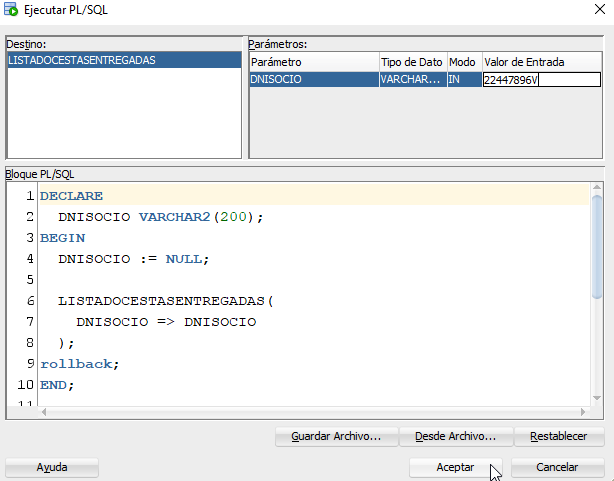 Ejecutar PL/SQL
Destino:
LISTADOCESTASENTREGADAS
Parámetros:
Parámetro Tipo de Dato Modo Valor de Entrada
DNISOCIO VARCHAR... IN 22447896V
Bloque PL/SQL
1 DECLARE
2 DNISOCIO VARCHAR2(200);
3 BEGIN
4 DNISOCIO := NULL;
5
6 LISTADOCESTASENTREGADAS(
7 DNISOCIO => DNISOCIO
8 );
9 rollback;
10 END;
11
Guardar Archivo... Desde Archivo... Restablecer
Ayuda Aceptar Cancelar